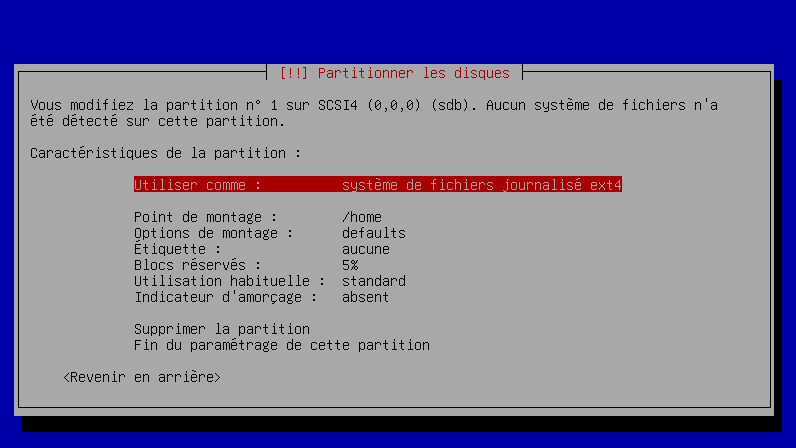 [!!] Partitionner les disques
Vous modifiez la partition n° 1 sur SCSI4 (0,0,0) (sdb). Aucun système de fichiers n'a
été détecté sur cette partition.
Caractéristiques de la partition :
Utiliser comme : système de fichiers journalisé ext4
Point de montage : /home
Options de montage : defaults
Étiquette : aucune
Blocs réservés : 5%
Utilisation habituelle : standard
Indicateur d'amorçage : absent
Supprimer la partition
Fin du paramétrage de cette partition
<Revenir en arrière>